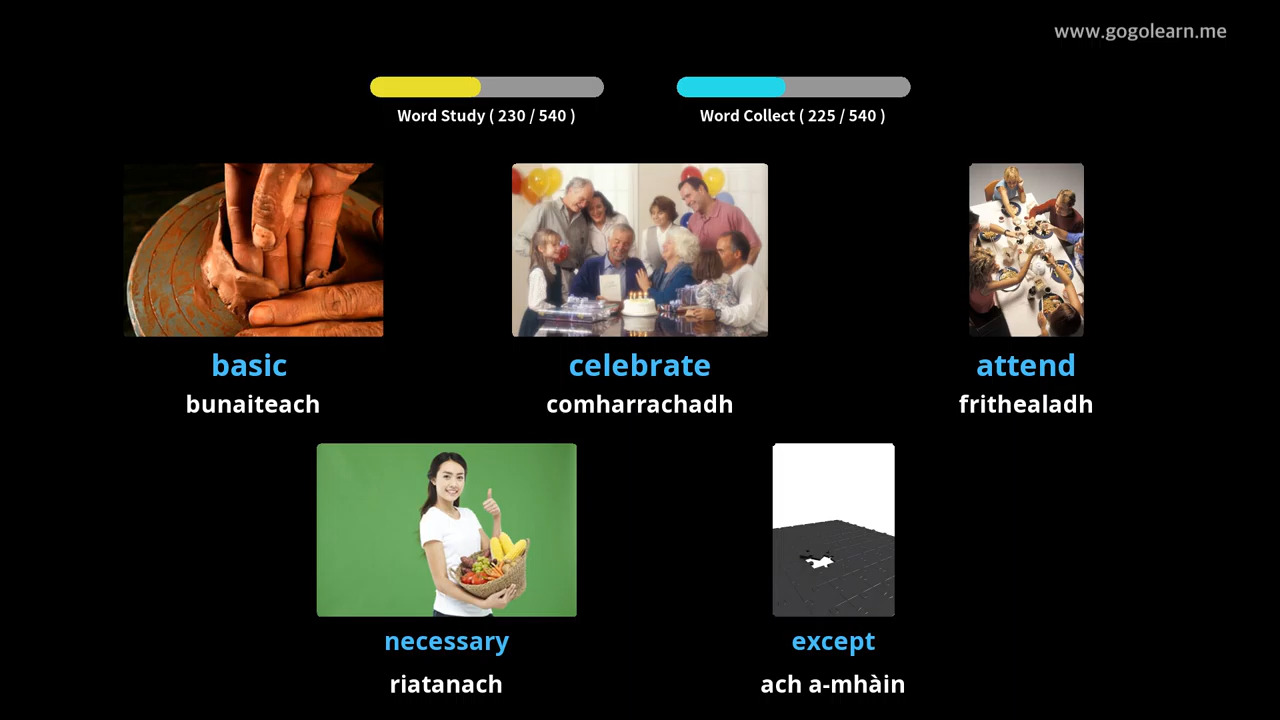 www.gogolearn.me
Word Study ( 230 / 540 )
Word Collect ( 225 / 540 )
basic
bunaiteach
celebrate
comharrachadh
attend
frithealadh
necessary
riatanach
except
ach a-mhàin